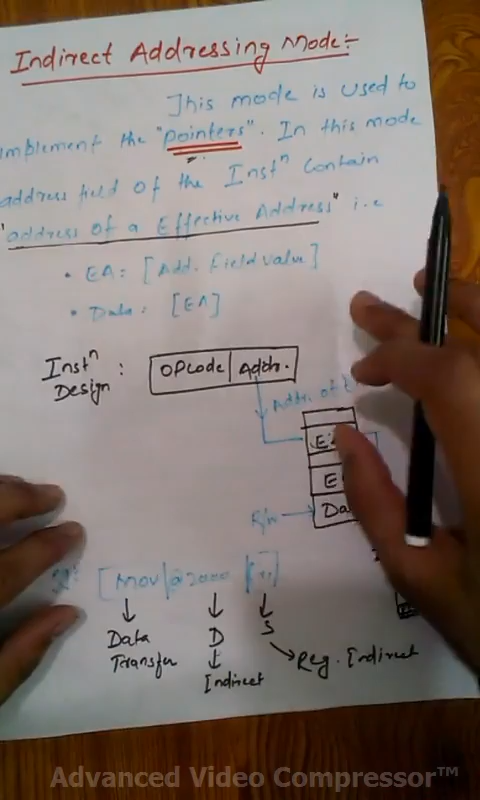 Indirect Addressing Mode:-
This mode is used to
implement the "pointers". In this mode
address field of the Instⁿ contain
"address of a Effective Address" i.e
• EA: [Add. Field value]
• Data: [EA]
Instⁿ : OPcode | Addr.
Design
Addr. of
R/w
[Mov | @2000
Data D S
Transfer Indirect Reg. Indirect
Advanced Video Compressor™